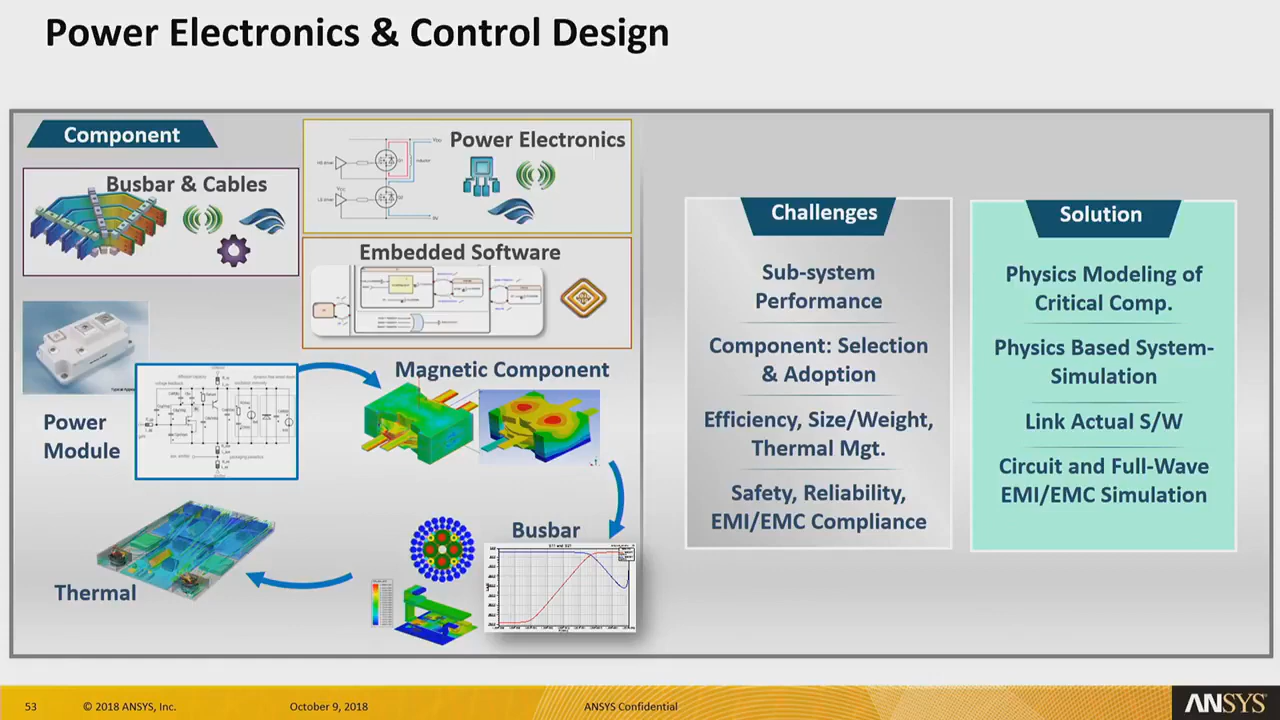 Power Electronics & Control Design
Component
Busbar & Cables
Power Electronics
Embedded Software
Power
Module
Magnetic Component
Busbar
Thermal
Challenges
Sub-system
Performance
Component: Selection
& Adoption
Efficiency, Size/Weight,
Thermal Mgt.
Safety, Reliability,
EMI/EMC Compliance
Solution
Physics Modeling of
Critical Comp.
Physics Based System-
Simulation
Link Actual S/W
Circuit and Full-Wave
EMI/EMC Simulation
53
© 2018 ANSYS, Inc.
October 9, 2018
ANSYS Confidential
ANSYS